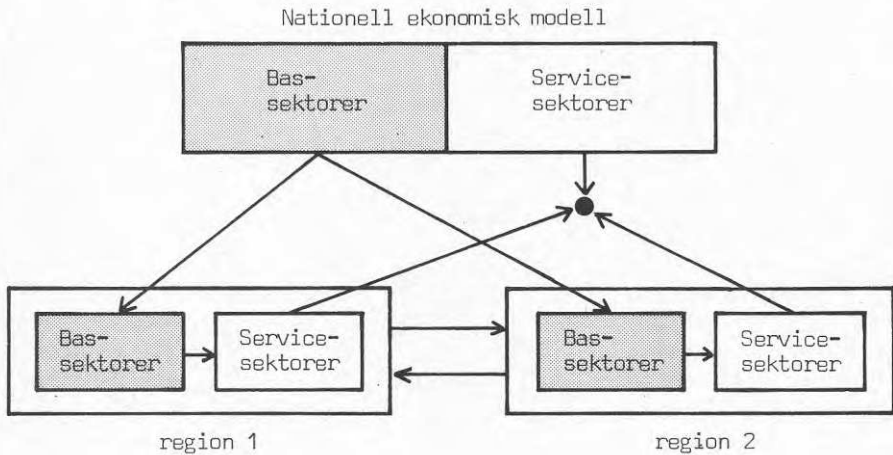 Nationell ekonomisk modell
Bas-
sektorer
Service-
sektorer
Bas-
sektorer
Service-
sektorer
Bas-
sektorer
Service-
sektorer
region 1
region 2